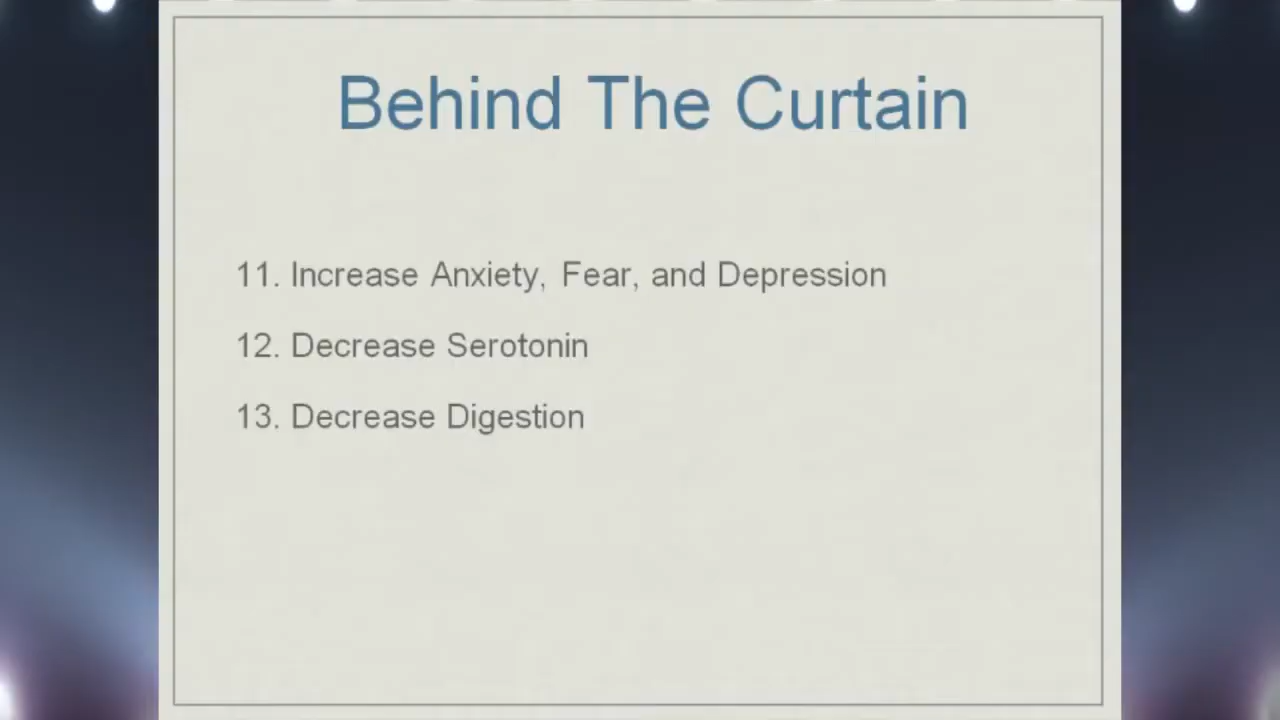 Behind The Curtain
11. Increase Anxiety, Fear, and Depression
12. Decrease Serotonin
13. Decrease Digestion